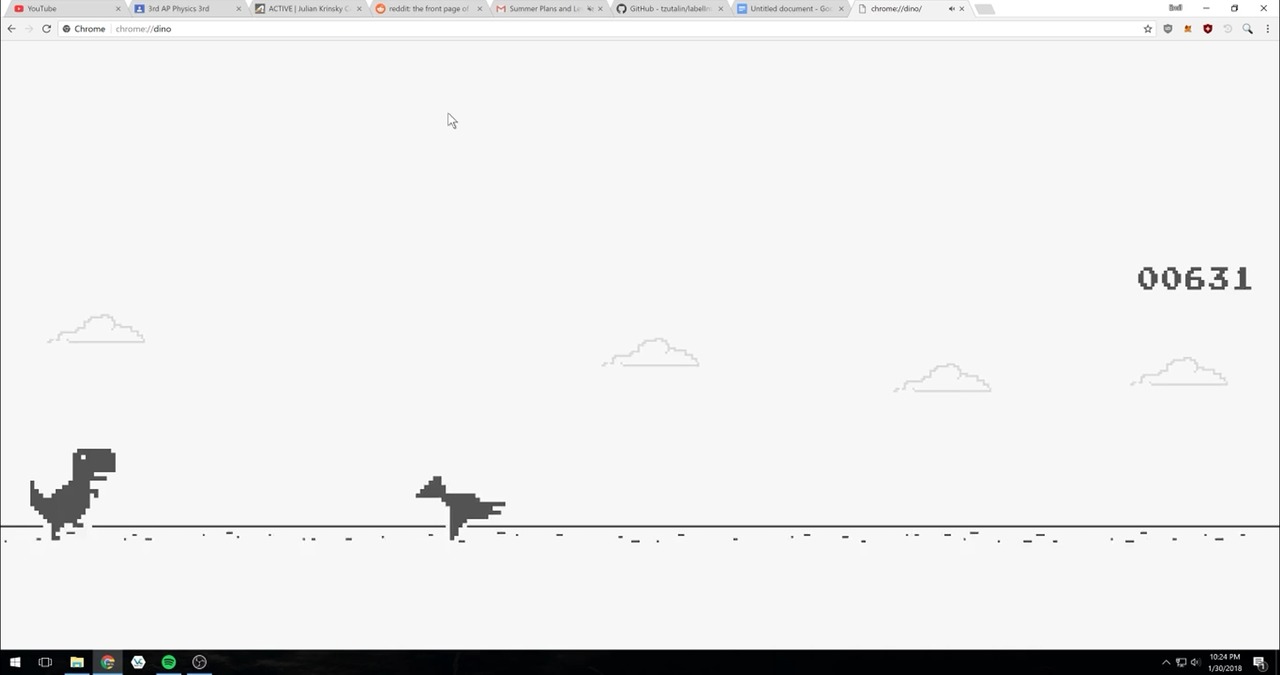 YouTube
3rd AP Physics 3rd
ACTIVE | Julian Krinsky C
reddit: the front page of
Summer Plans and Le
GitHub - tzutalin/labelIm
Untitled document - Goo
chrome://dino/
Chrome
chrome://dino
00631
10:24 PM
1/30/2018